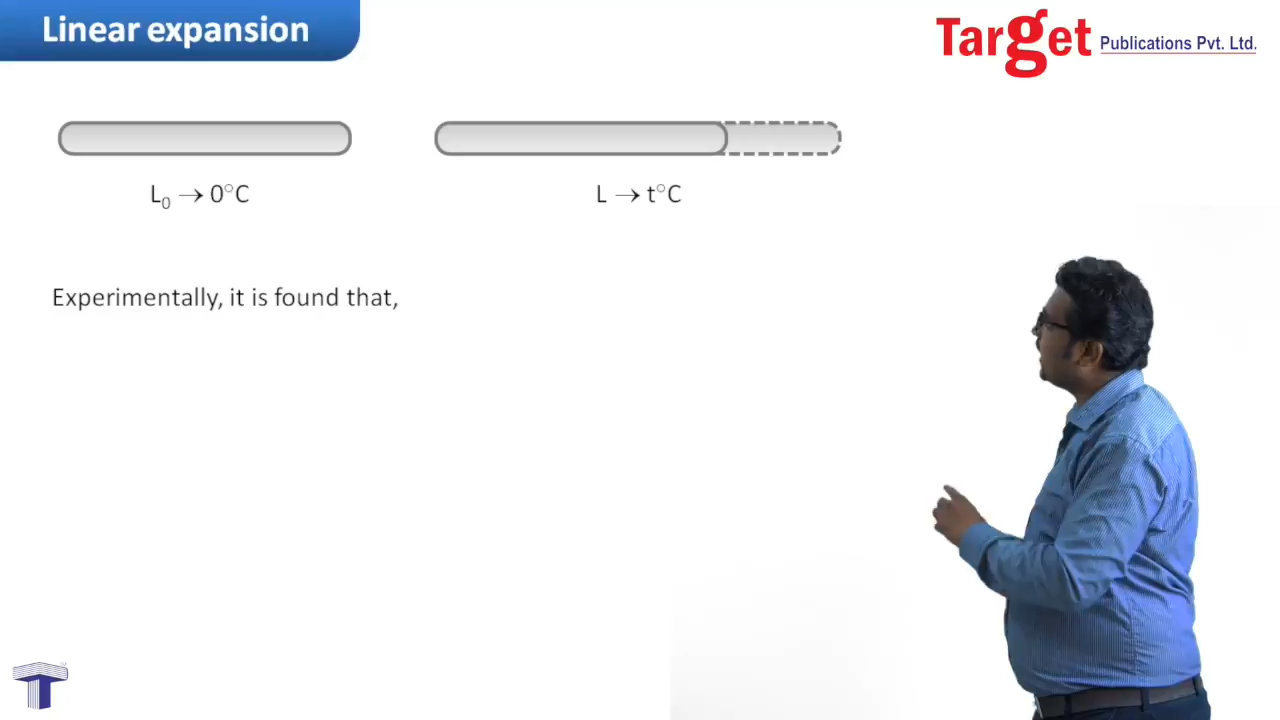 Linear expansion
Target Publications Pvt. Ltd.
L₀ → 0°C
L → t°C
Experimentally, it is found that,